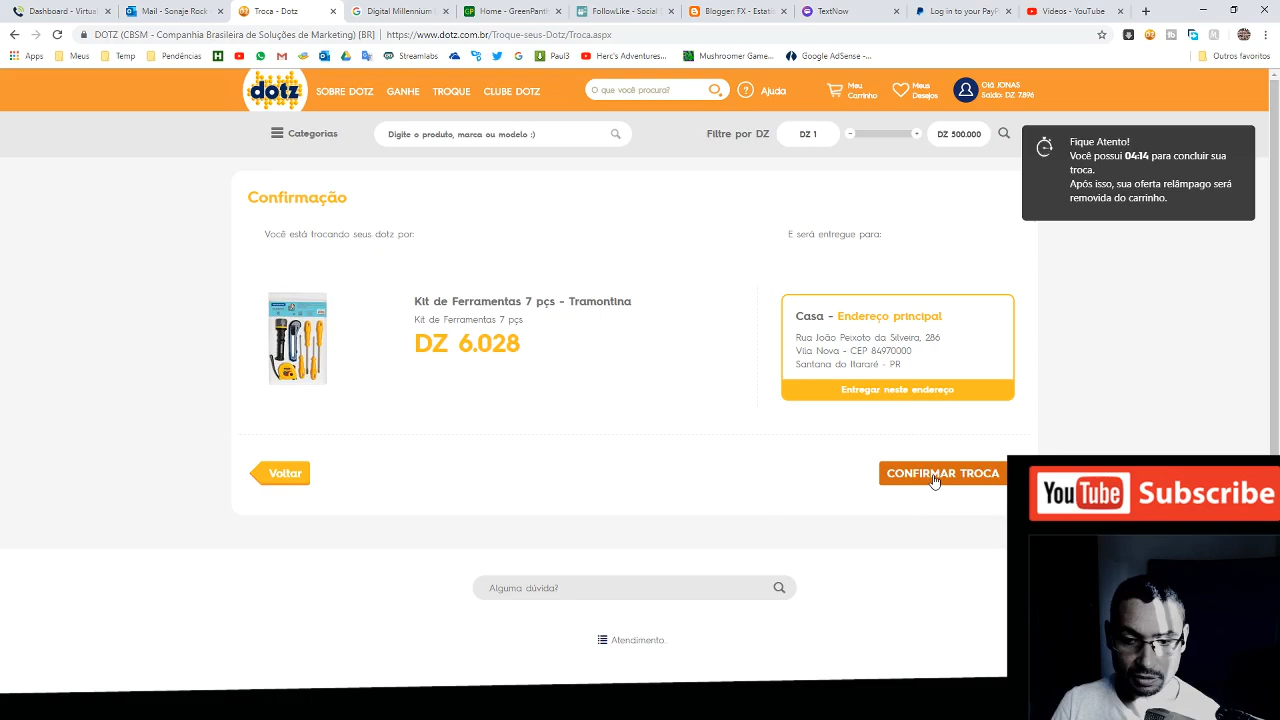 Dashboard - Virtu
Mail - Sonaje Rock
Troca - Dotz
Digital Millennium
Home - GreenPant
FollowLike - Social
Blogger.FX - Estat
TextNow
Log in to your PayP
Videos - YouTube
DOTZ (CBSM - Companhia Brasileira de Soluções de Marketing) [BR] | https://www.dotz.com.br/Troque-seus-Dotz/Troca.aspx
Apps
Meus
Temp
Pendências
Streamlabs
Paul3
Herc's Adventures
Mushroomer Game...
Google AdSense -...
Outros favoritos
dotz
SOBRE DOTZ
GANHE
TROQUE
CLUBE DOTZ
O que você procura?
Ajuda
Meu
Carrinho
Meus
Desejos
Olá JONAS
Saldo: DZ 7.896
Categorias
Digite o produto, marca ou modelo :)
Filtre por DZ
DZ 1
DZ 500.000
Fique Atento!
Você possui 04:14 para concluir sua
troca.
Após isso, sua oferta relâmpago será
removida do carrinho.
Confirmação
Você está trocando seus dotz por:
E será entregue para:
Kit de Ferramentas 7 pçs - Tramontina
Kit de Ferramentas 7 pçs
DZ 6.028
Casa - Endereço principal
Rua João Peixoto da Silveira, 286
Vila Nova - CEP 84970000
Santana do Itararé - PR
Entregar neste endereço
Voltar
CONFIRMAR TROCA
YouTube Subscribe
Alguma dúvida?
Atendimento.